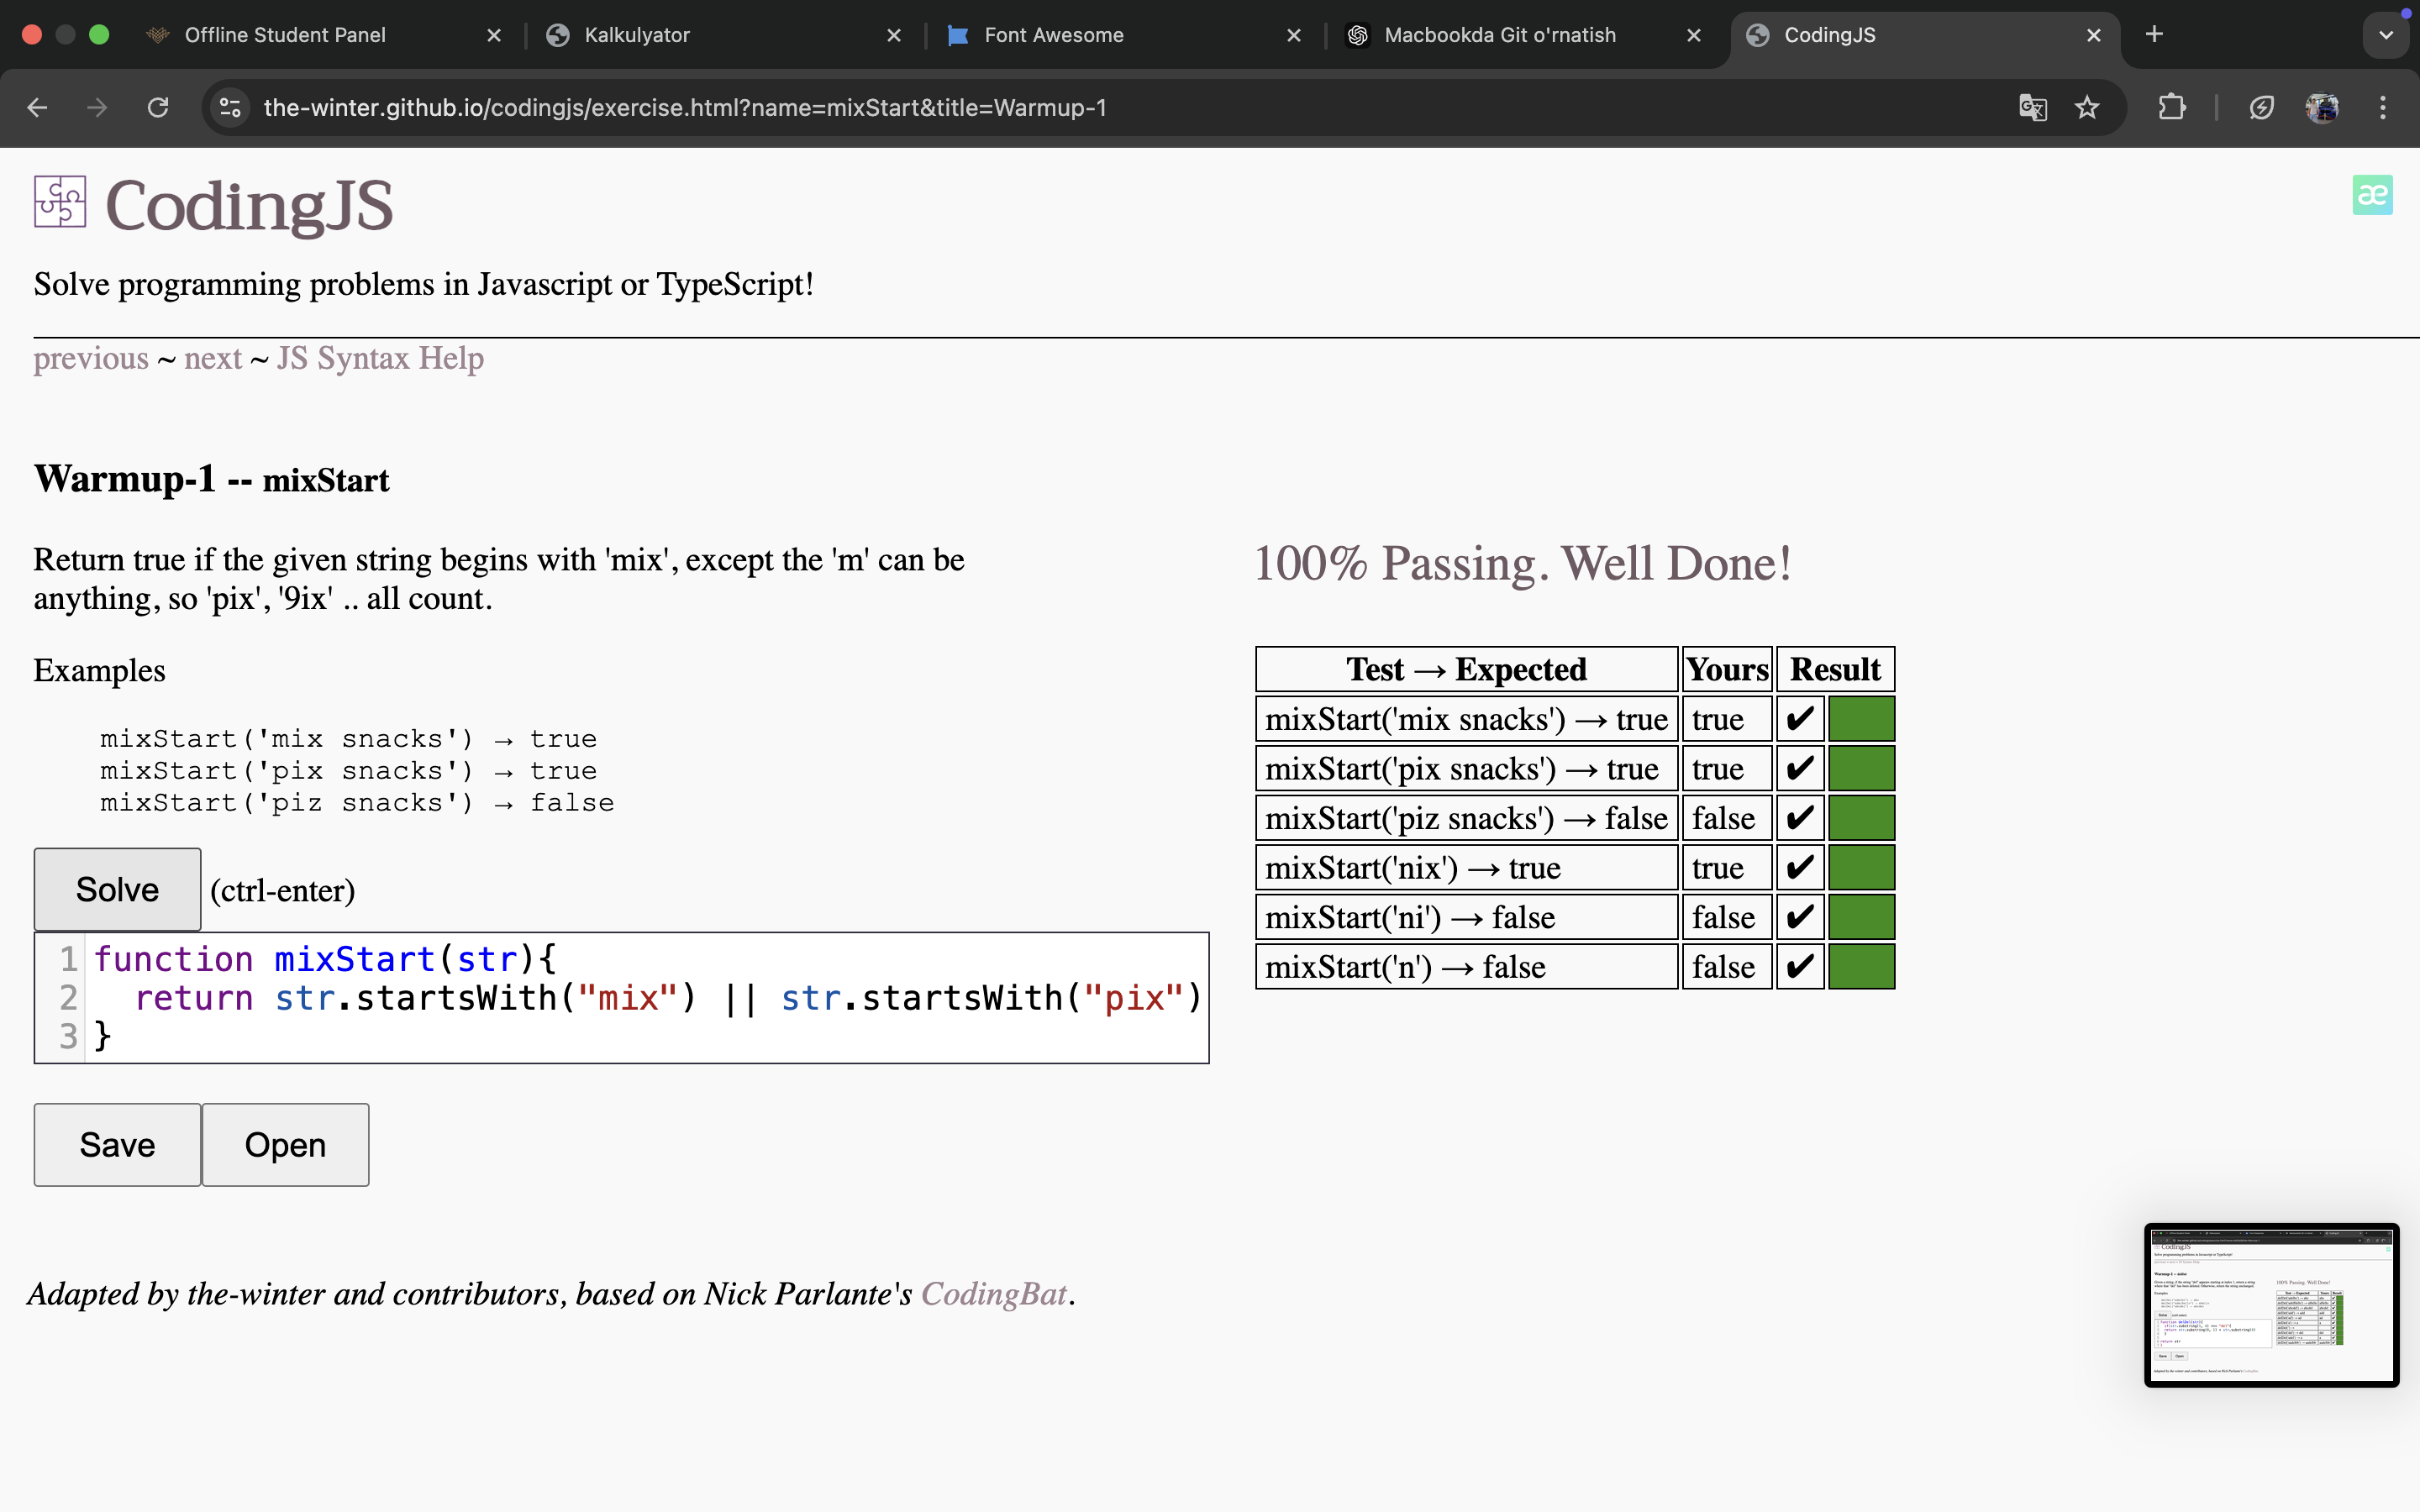 Offline Student Panel
Kalkulyator
Font Awesome
Macbookda Git o'rnatish
CodingJS
the-winter.github.io/codingjs/exercise.html?name=mixStart&title=Warmup-1
CodingJS
æ
Solve programming problems in Javascript or TypeScript!
previous ~ next ~ JS Syntax Help
Warmup-1 -- mixStart
Return true if the given string begins with 'mix', except the 'm' can be
anything, so 'pix', '9ix' .. all count.
Examples
mixStart('mix snacks') → true
mixStart('pix snacks') → true
mixStart('piz snacks') → false
Solve (ctrl-enter)
1 function mixStart(str){
2 return str.startsWith("mix") || str.startsWith("pix")
3 }
Save Open
100% Passing. Well Done!
Test → Expected Yours Result
mixStart('mix snacks') → true true ✔
mixStart('pix snacks') → true true ✔
mixStart('piz snacks') → false false ✔
mixStart('nix') → true true ✔
mixStart('ni') → false false ✔
mixStart('n') → false false ✔
Adapted by the-winter and contributors, based on Nick Parlante's CodingBat.
CodingJS
100% Passing. Well Done!